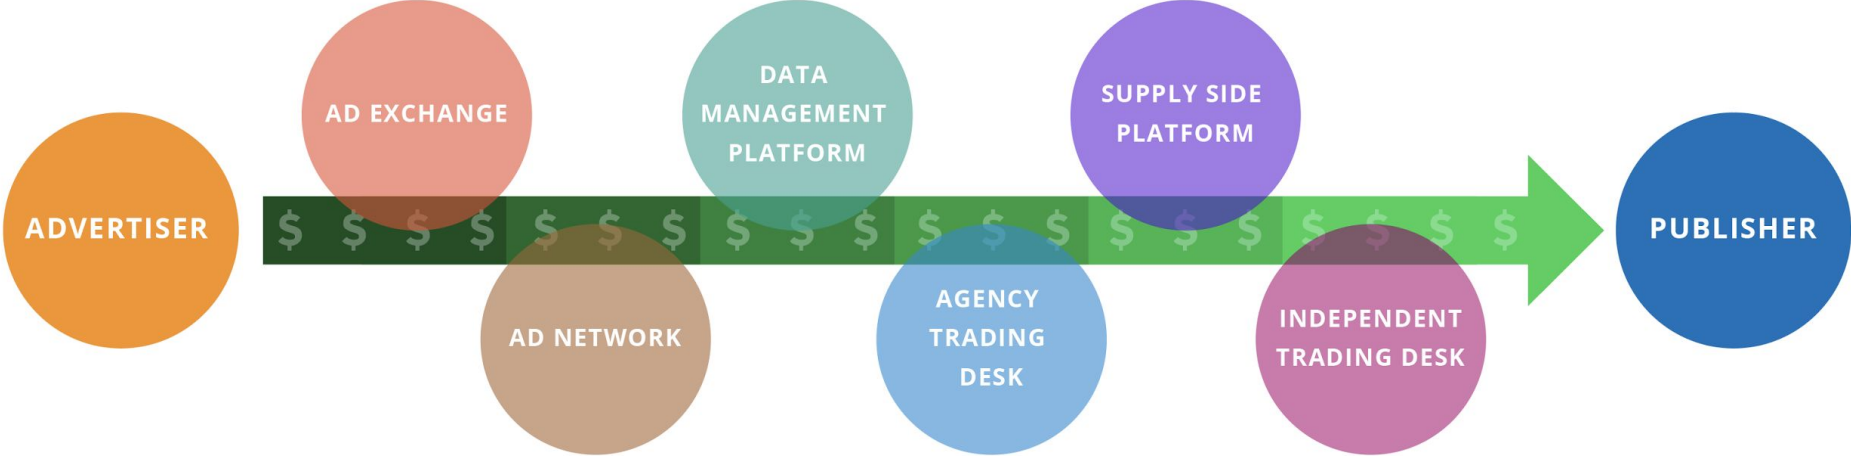 ADVERTISER
AD EXCHANGE
AD NETWORK
DATA
MANAGEMENT
PLATFORM
AGENCY
TRADING
DESK
SUPPLY SIDE
PLATFORM
INDEPENDENT
TRADING DESK
PUBLISHER
$ $ $ $ $ $ $ $ $ $ $ $ $ $ $ $ $ $ $ $